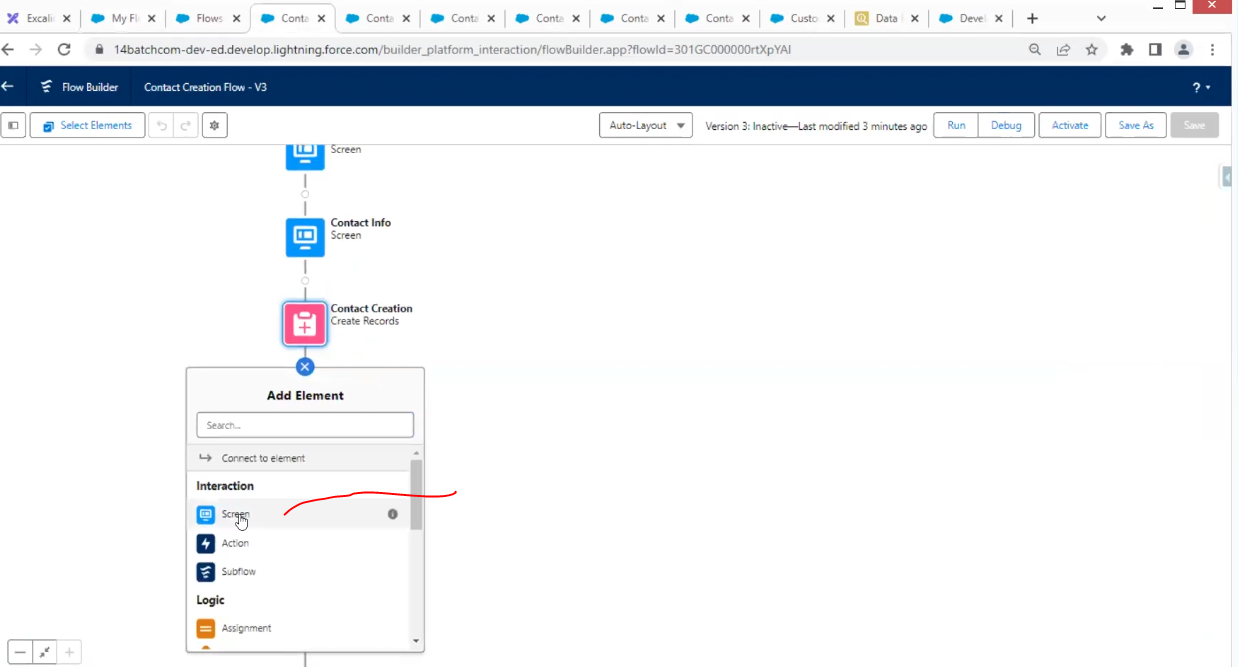 Excali
My Fl
Flows
Conta
Conta
Conta
Conta
Conta
Conta
Custo
Data
Devel
14batchcom-dev-ed.develop.lightning.force.com/builder_platform_interaction/flowBuilder.app?flowId=301GC000000rtXpYAI
Flow Builder
Contact Creation Flow - V3
?
Select Elements
Auto-Layout
Version 3: Inactive—Last modified 3 minutes ago
Run
Debug
Activate
Save As
Save
Screen
Contact Info
Screen
Contact Creation
Create Records
Add Element
Search...
Connect to element
Interaction
Screen
Action
Subflow
Logic
Assignment